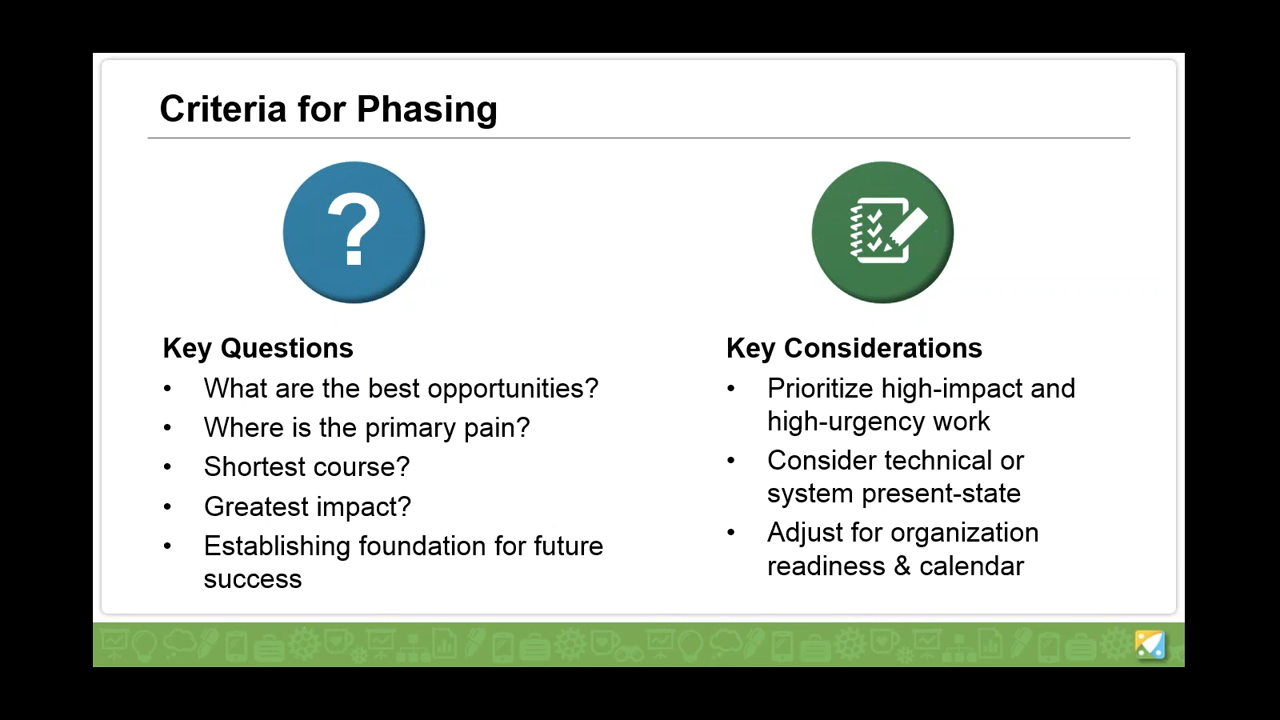 Criteria for Phasing
?
Key Questions
• What are the best opportunities?
• Where is the primary pain?
• Shortest course?
• Greatest impact?
• Establishing foundation for future
success
Key Considerations
• Prioritize high-impact and
high-urgency work
• Consider technical or
system present-state
• Adjust for organization
readiness & calendar